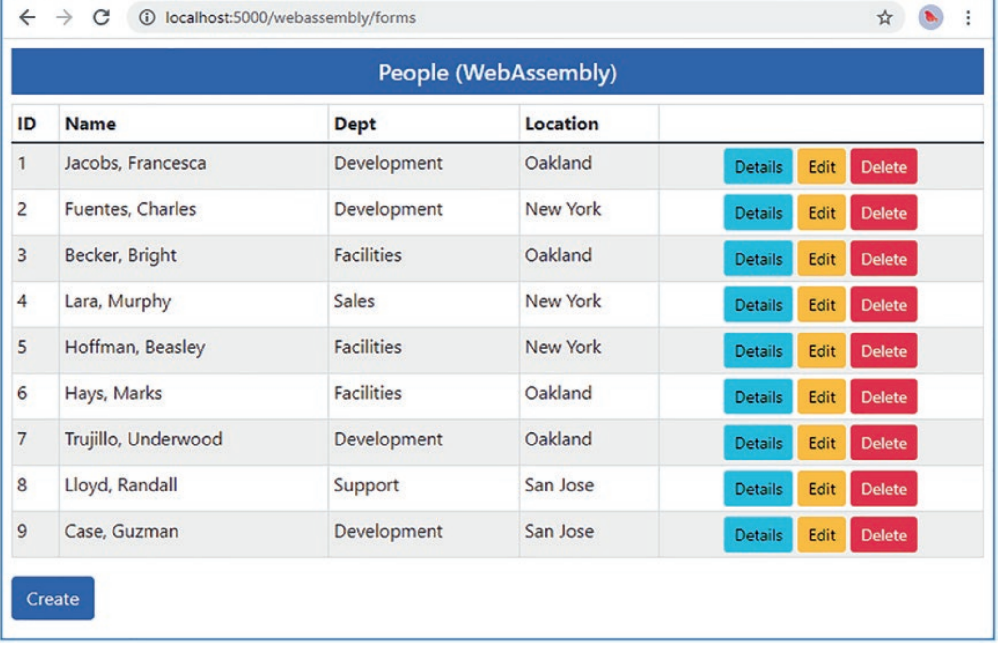 localhost:5000/webassembly/forms
People (WebAssembly)
ID Name Dept Location
1 Jacobs, Francesca Development Oakland Details Edit Delete
2 Fuentes, Charles Development New York Details Edit Delete
3 Becker, Bright Facilities Oakland Details Edit Delete
4 Lara, Murphy Sales New York Details Edit Delete
5 Hoffman, Beasley Facilities New York Details Edit Delete
6 Hays, Marks Facilities Oakland Details Edit Delete
7 Trujillo, Underwood Development Oakland Details Edit Delete
8 Lloyd, Randall Support San Jose Details Edit Delete
9 Case, Guzman Development San Jose Details Edit Delete
Create